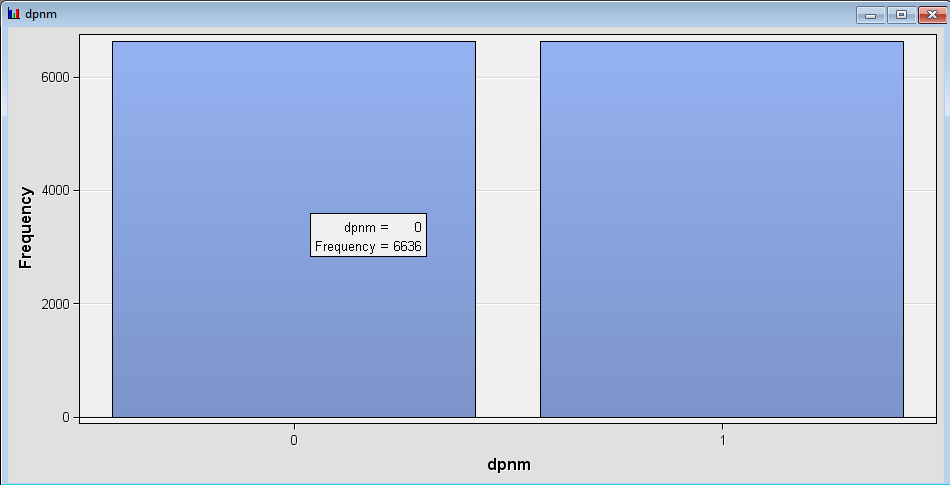 dpnm
6000
4000
2000
0
Frequency
dpnm = 0
Frequency = 6636
0 1
dpnm